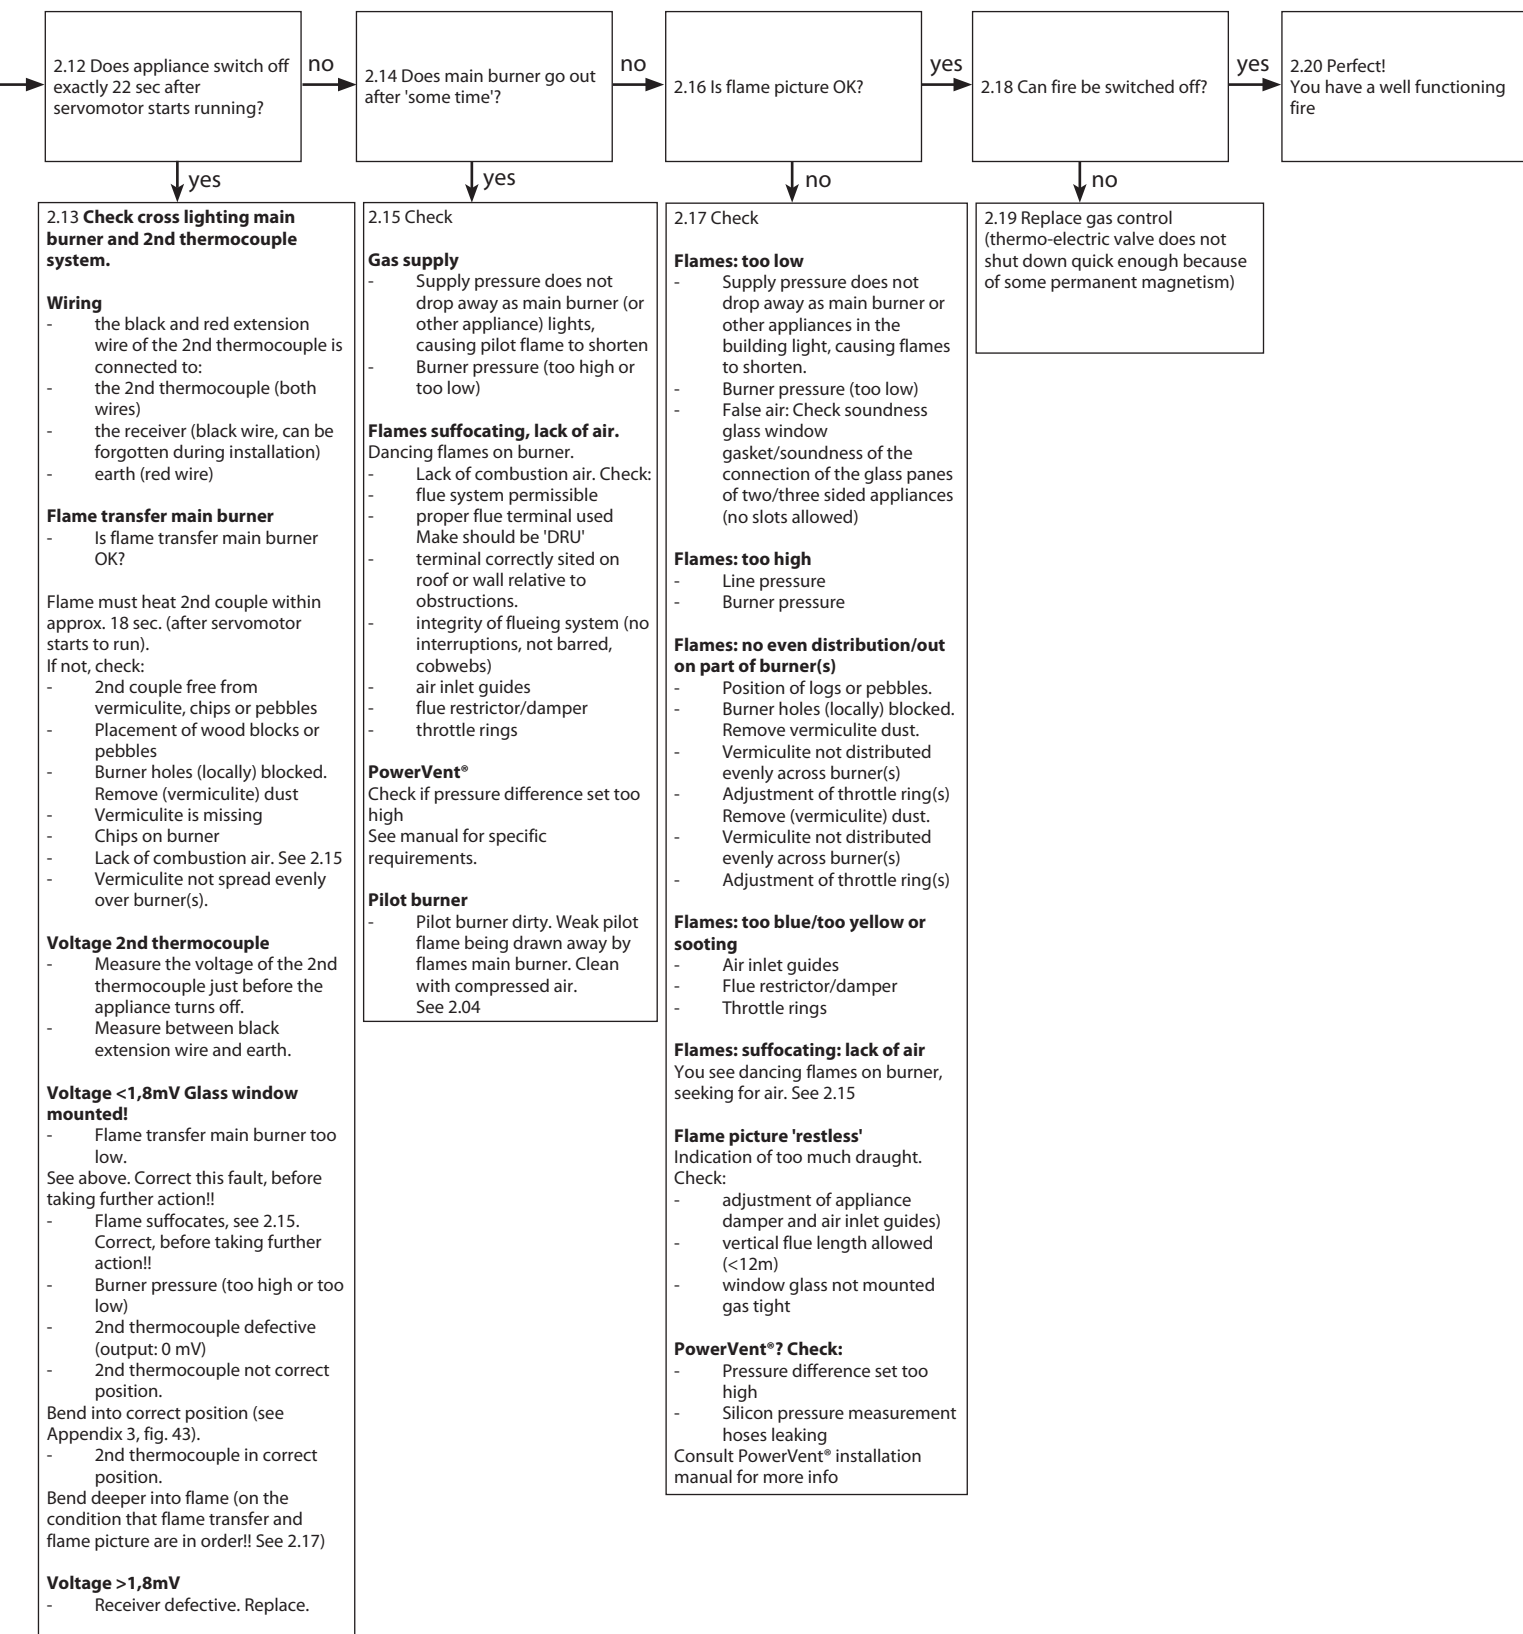 2.12 Does appliance switch off
exactly 22 sec after
servomotor starts running?
no
2.14 Does main burner go out
after 'some time'?
no
2.16 Is flame picture OK?
yes
2.18 Can fire be switched off?
yes
2.20 Perfect!
You have a well functioning
fire
yes
yes
no
no
2.13 Check cross lighting main
burner and 2nd thermocouple
system.
Wiring
- the black and red extension
wire of the 2nd thermocouple is
connected to:
- the 2nd thermocouple (both
wires)
- the receiver (black wire, can be
forgotten during installation)
- earth (red wire)
Flame transfer main burner
- Is flame transfer main burner
OK?
Flame must heat 2nd couple within
approx. 18 sec. (after servomotor
starts to run).
If not, check:
- 2nd couple free from
vermiculite, chips or pebbles
- Placement of wood blocks or
pebbles
- Burner holes (locally) blocked.
Remove (vermiculite) dust
- Vermiculite is missing
- Chips on burner
- Lack of combustion air. See 2.15
- Vermiculite not spread evenly
over burner(s).
Voltage 2nd thermocouple
- Measure the voltage of the 2nd
thermocouple just before the
appliance turns off.
- Measure between black
extension wire and earth.
Voltage <1,8mV Glass window
mounted!
- Flame transfer main burner too
low.
See above. Correct this fault, before
taking further action!!
- Flame suffocates, see 2.15.
Correct, before taking further
action!!
- Burner pressure (too high or too
low)
- 2nd thermocouple defective
(output: 0 mV)
- 2nd thermocouple not correct
position.
Bend into correct position (see
Appendix 3, fig. 43).
- 2nd thermocouple in correct
position.
Bend deeper into flame (on the
condition that flame transfer and
flame picture are in order!! See 2.17)
Voltage >1,8mV
- Receiver defective. Replace.
2.15 Check
Gas supply
- Supply pressure does not
drop away as main burner (or
other appliance) lights,
causing pilot flame to shorten
- Burner pressure (too high or
too low)
Flames suffocating, lack of air.
Dancing flames on burner.
- Lack of combustion air. Check:
- flue system permissible
- proper flue terminal used
Make should be 'DRU'
- terminal correctly sited on
roof or wall relative to
obstructions.
- integrity of flueing system (no
interruptions, not barred,
cobwebs)
- air inlet guides
- flue restrictor/damper
- throttle rings
PowerVent®
Check if pressure difference set too
high
See manual for specific
requirements.
Pilot burner
- Pilot burner dirty. Weak pilot
flame being drawn away by
flames main burner. Clean
with compressed air.
See 2.04
2.17 Check
Flames: too low
- Supply pressure does not
drop away as main burner or
other appliances in the
building light, causing flames
to shorten.
- Burner pressure (too low)
- False air: Check soundness
glass window
gasket/soundness of the
connection of the glass panes
of two/three sided appliances
(no slots allowed)
Flames: too high
- Line pressure
- Burner pressure
Flames: no even distribution/out
on part of burner(s)
- Position of logs or pebbles.
- Burner holes (locally) blocked.
Remove vermiculite dust.
- Vermiculite not distributed
evenly across burner(s)
- Adjustment of throttle ring(s)
Remove (vermiculite) dust.
- Vermiculite not distributed
evenly across burner(s)
- Adjustment of throttle ring(s)
Flames: too blue/too yellow or
sooting
- Air inlet guides
- Flue restrictor/damper
- Throttle rings
Flames: suffocating: lack of air
You see dancing flames on burner,
seeking for air. See 2.15
Flame picture 'restless'
Indication of too much draught.
Check:
- adjustment of appliance
damper and air inlet guides)
- vertical flue length allowed
(<12m)
- window glass not mounted
gas tight
PowerVent®? Check:
- Pressure difference set too
high
- Silicon pressure measurement
hoses leaking
Consult PowerVent® installation
manual for more info
2.19 Replace gas control
(thermo-electric valve does not
shut down quick enough because
of some permanent magnetism)